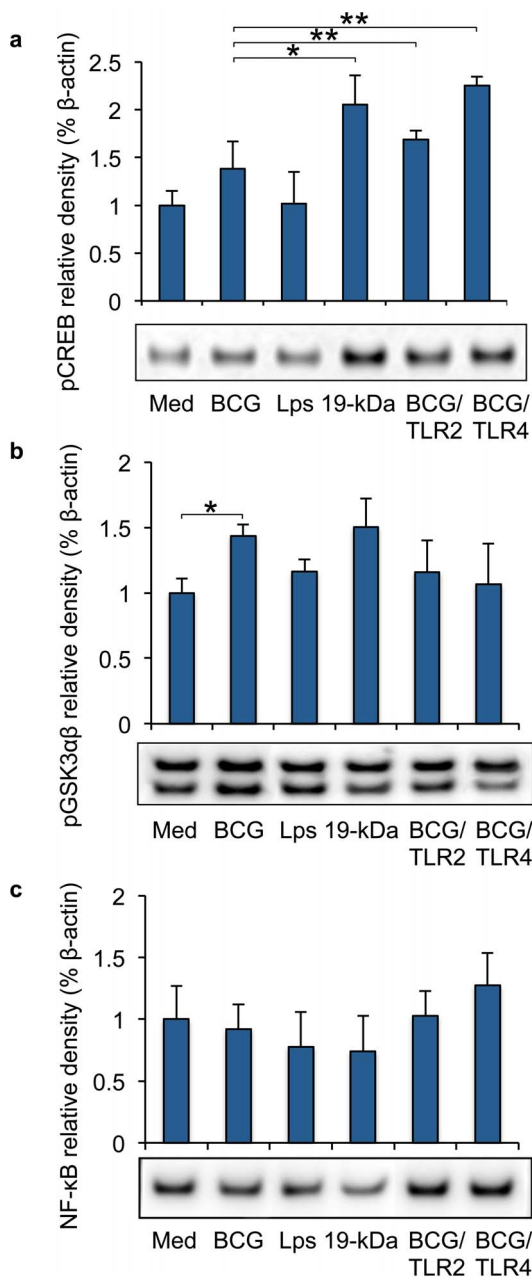 a
**
**
*
pCREB relative density (% β-actin)
2.5
2
1.5
1
0.5
0
Med BCG Lps 19-kDa BCG/TLR2 BCG/TLR4
b
*
pGSK3αβ relative density (% β-actin)
2
1.5
1
0.5
0
Med BCG Lps 19-kDa BCG/TLR2 BCG/TLR4
c
NF-κB relative density (% β-actin)
2
1.5
1
0.5
0
Med BCG Lps 19-kDa BCG/TLR2 BCG/TLR4